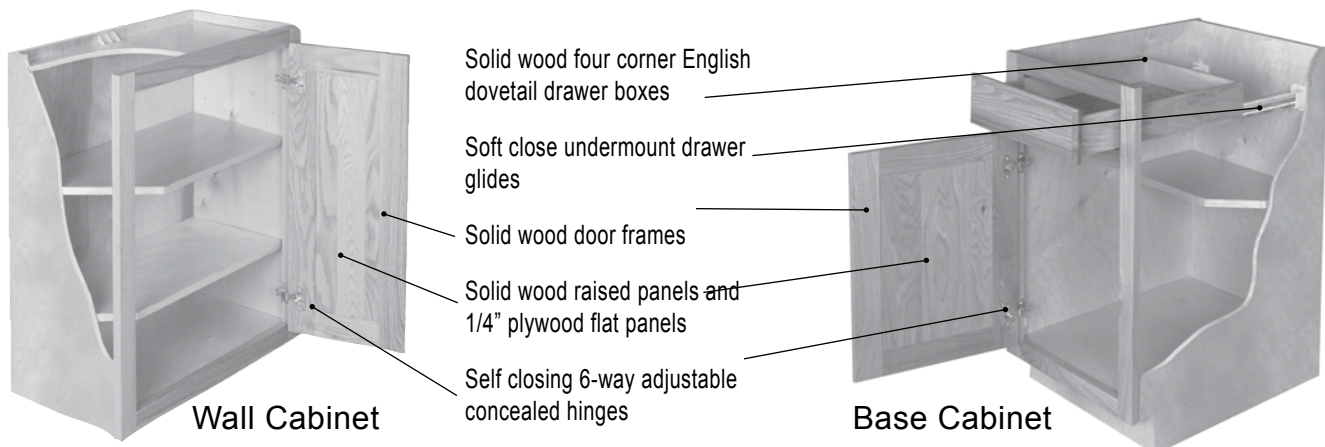 Solid wood four corner English
dovetail drawer boxes
Soft close undermount drawer
glides
Solid wood door frames
Solid wood raised panels and
1/4” plywood flat panels
Self closing 6-way adjustable
concealed hinges
Wall Cabinet
Base Cabinet